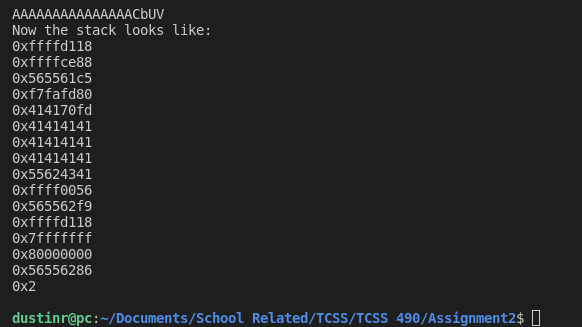 AAAAAAAAAAAAAAACbUV
Now the stack looks like:
0xffffd118
0xffffce88
0x565561c5
0xf7fafd80
0x414170fd
0x41414141
0x41414141
0x41414141
0x55624341
0xffff0056
0x565562f9
0xffffd118
0x7fffffff
0x80000000
0x56556286
0x2
dustinr@pc:~/Documents/School Related/TCSS/TCSS 490/Assignment2$